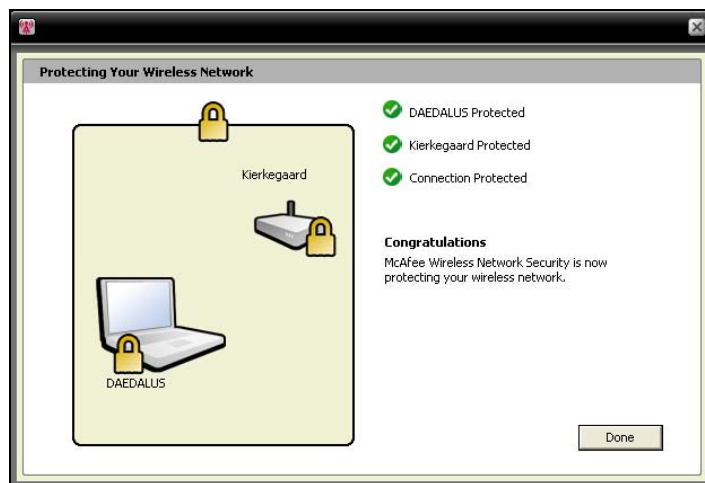 Protecting Your Wireless Network
DAEDALUS Protected
Kierkegaard Protected
Connection Protected
Kierkegaard
Congratulations
McAfee Wireless Network Security is now
protecting your wireless network.
DAEDALUS
Done